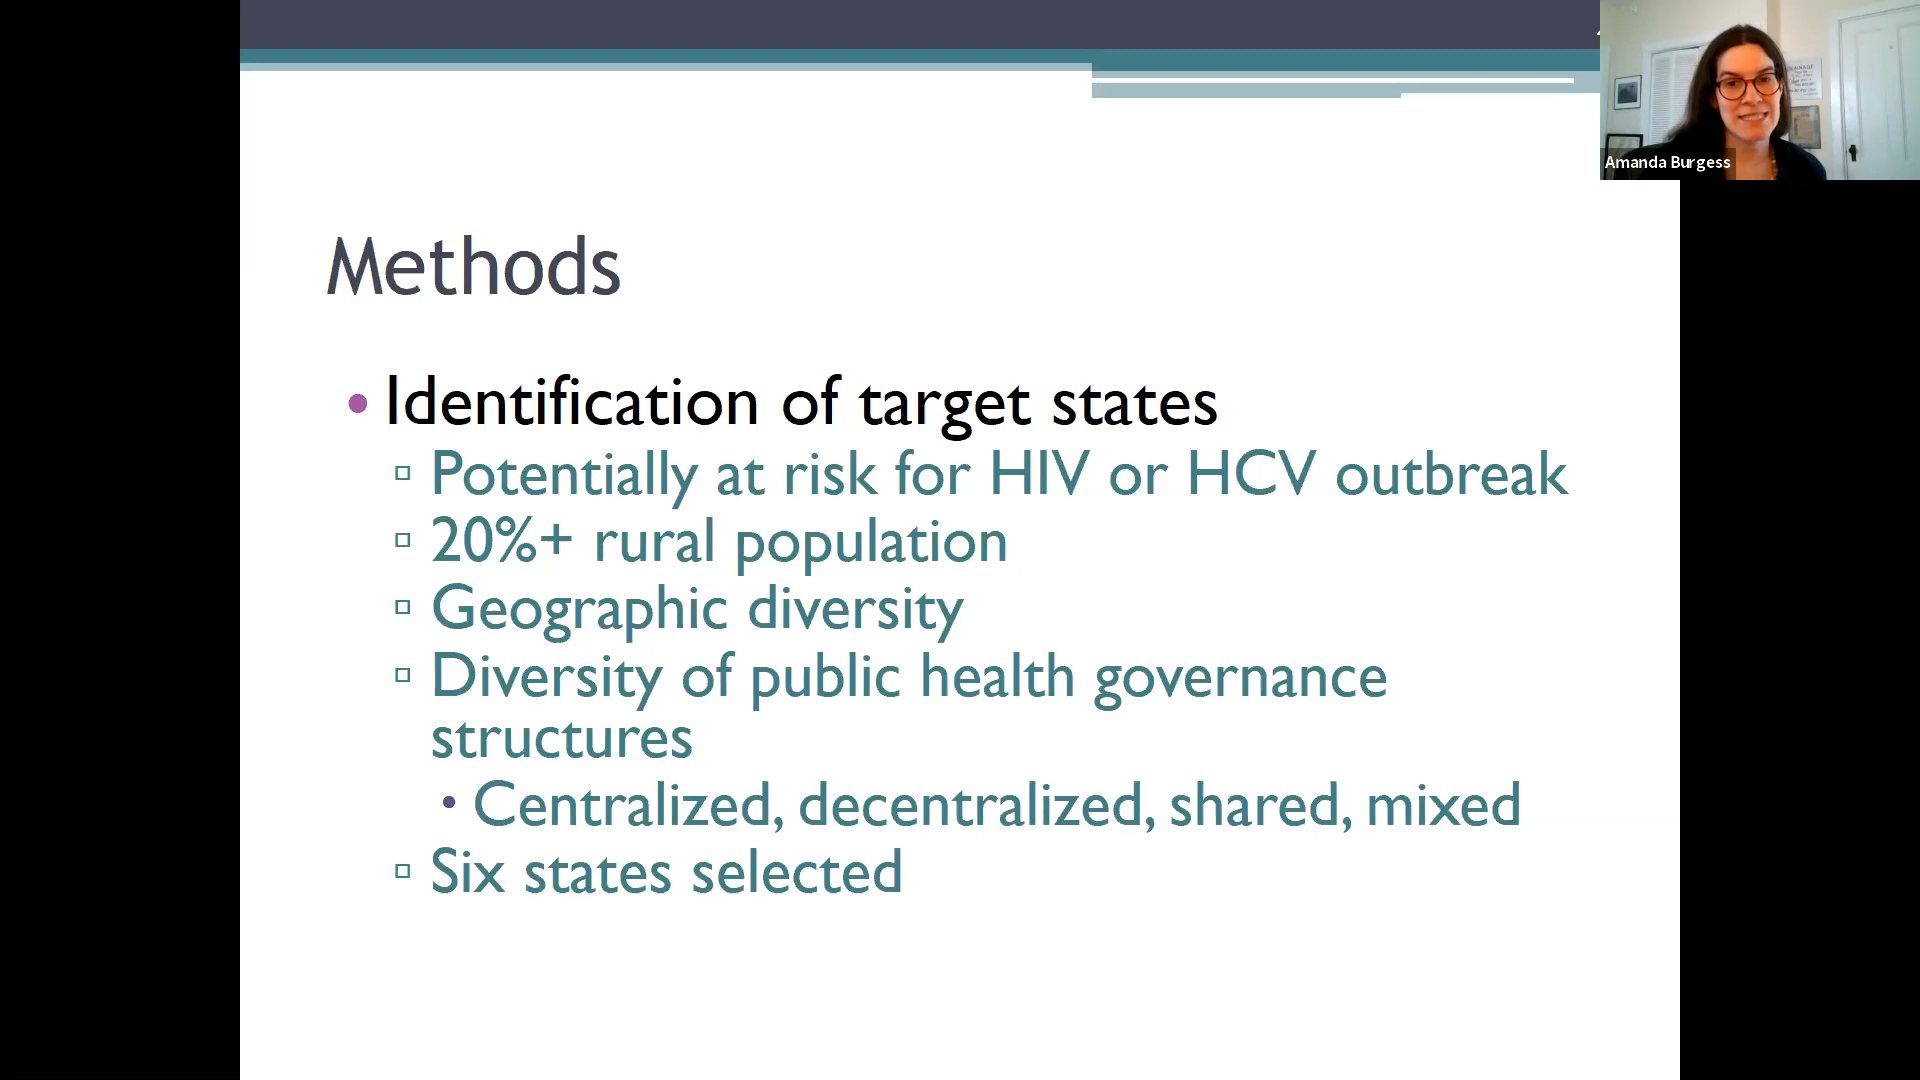 Amanda Burgess
Methods
• Identification of target states
▫ Potentially at risk for HIV or HCV outbreak
▫ 20%+ rural population
▫ Geographic diversity
▫ Diversity of public health governance
structures
• Centralized, decentralized, shared, mixed
▫ Six states selected